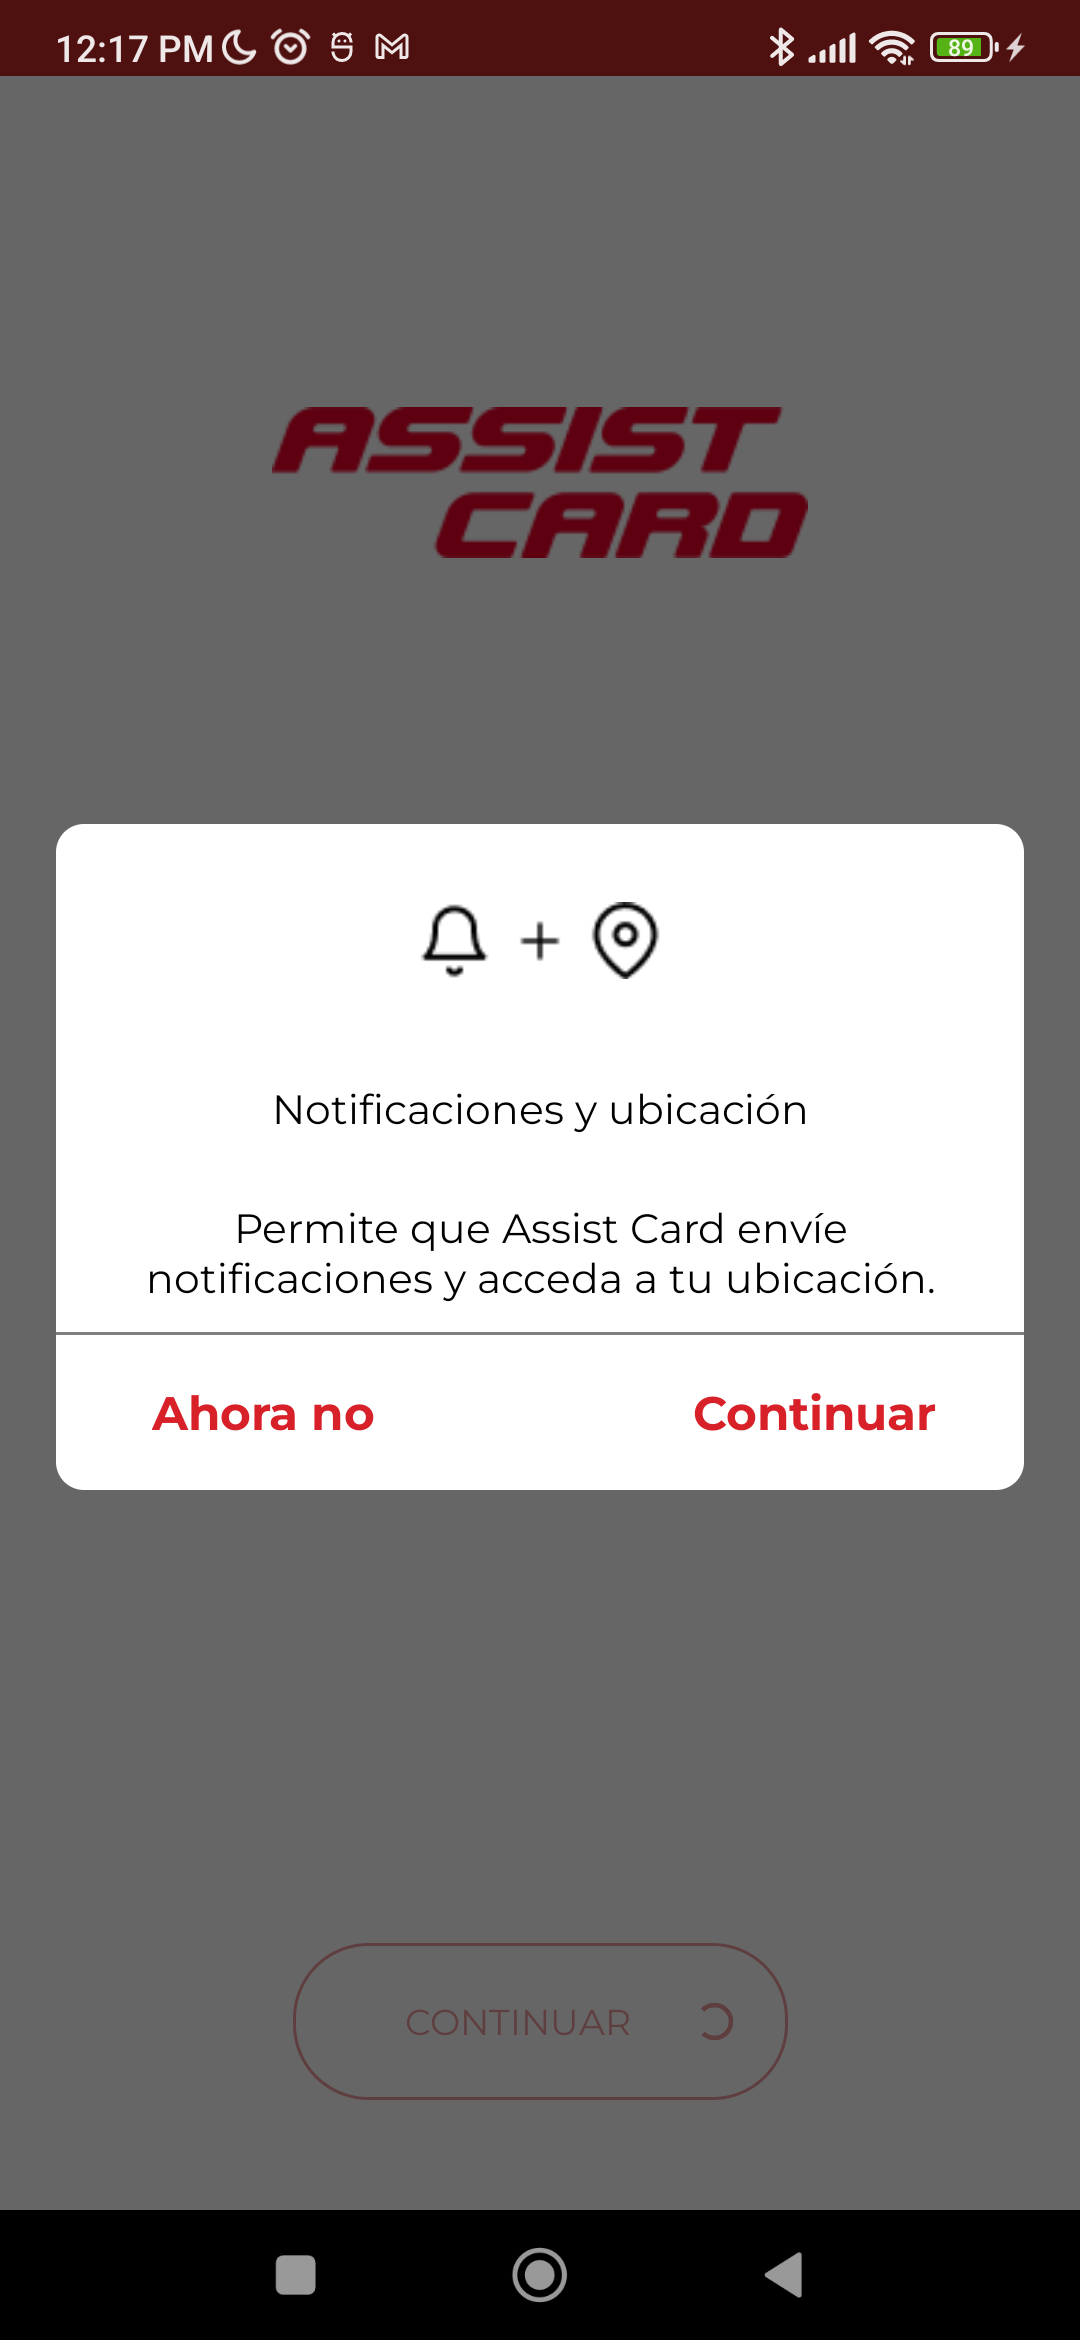 12:17 PM
89
ASSIST
CARD
Notificaciones y ubicación
Permite que Assist Card envíe
notificaciones y acceda a tu ubicación.
Ahora no
Continuar
CONTINUAR